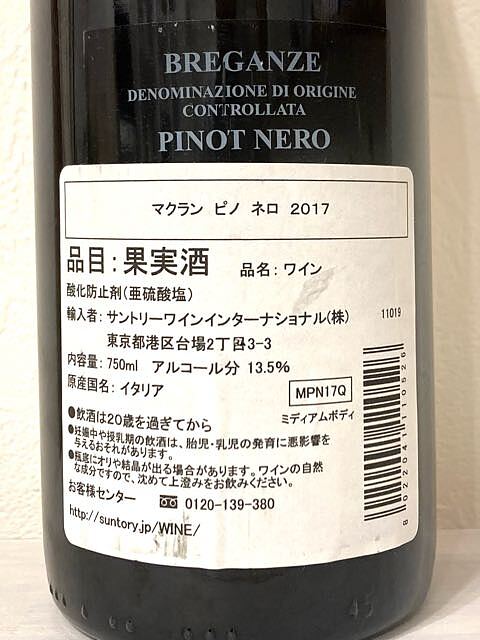 BREGANZE
DENOMINAZIONE DI ORIGINE
CONTROLLATA
PINOT NERO
マクラン ピノ ネロ 2017
品目：果実酒 品名：ワイン
酸化防止剤（亜硫酸塩）
輸入者：サントリーワインインターナショナル（株） 11019
東京都港区台場2丁目3-3
内容量：750ml アルコール分 13.5%
原産国名：イタリア MPN17Q
ミディアムボディ
●飲酒は20歳を過ぎてから
●妊娠中や授乳期の飲酒は、胎児・乳児の発育に悪影響を
与えるおそれがあります。
●瓶底にオリや結晶が出る場合があります。ワインの自然
な成分ですので、沈めて上澄みをお飲みください。
お客様センター 0120-139-380
http://suntory.jp/WINE/
8022041110526
45